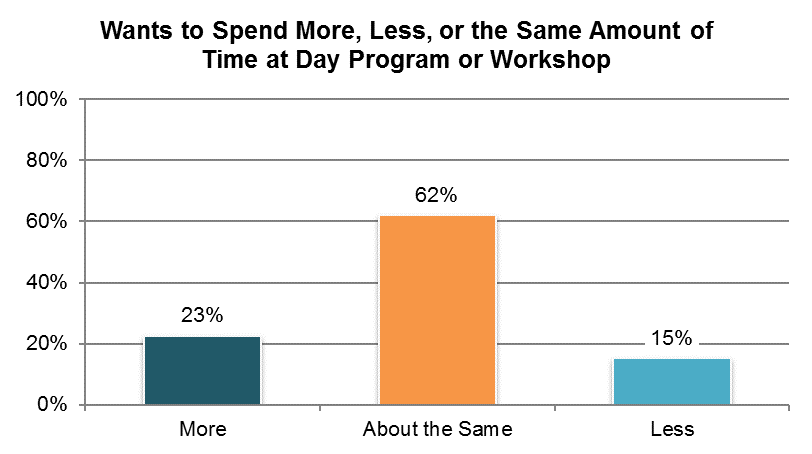 Wants to Spend More, Less, or the Same Amount of
Time at Day Program or Workshop
100%
80%
60%
40%
20%
0%
23%
62%
15%
More
About the Same
Less